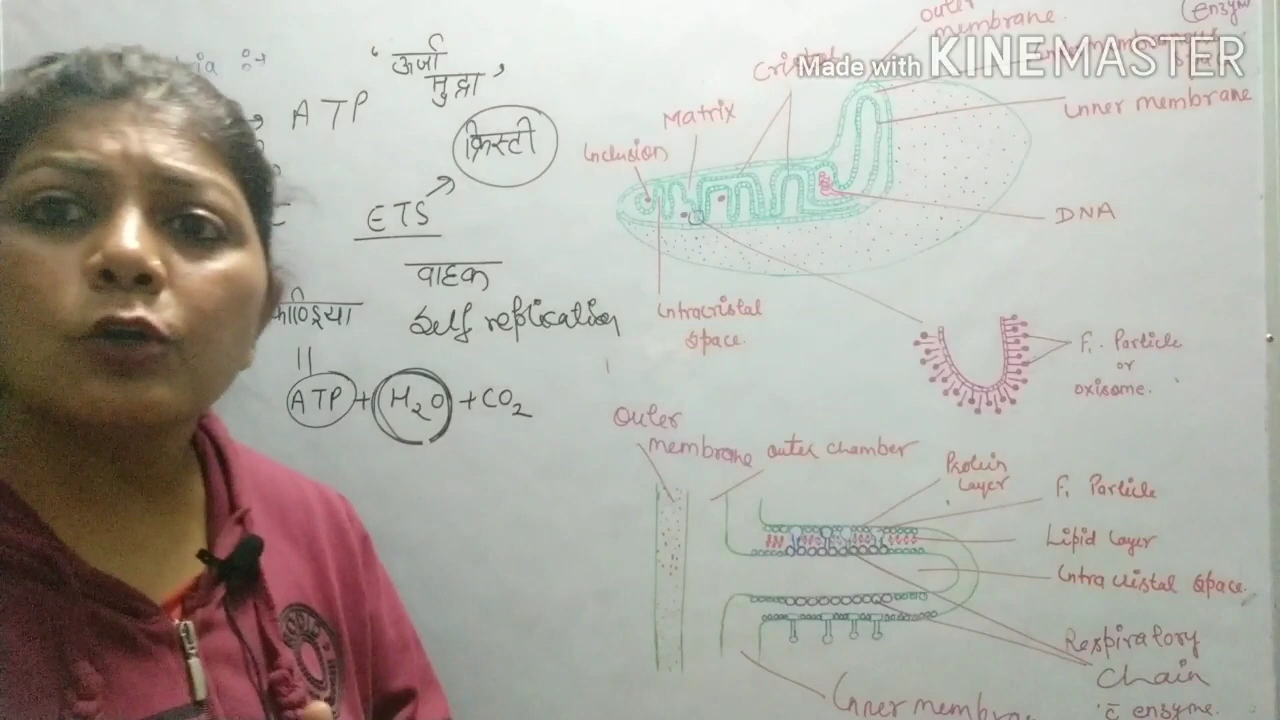 outer
membrane.
(enzym
Made with KINEMASTER
Cristae
Inner membrane
Matrix
Inclusion
DNA
Intracristal
space.
F₁ Particle
or
oxisome.
‘ऊर्जा
मुद्रा’
ATP
क्रिस्टी
ETS
वाहक
Self replication
ATP + H₂O + CO₂
Outer
membrane
outer chamber
Protein
Layer
F₁ Particle
Lipid Layer
Intra cristal space.
Respiratory
Chain
c̄ enzyme.
Inner membra